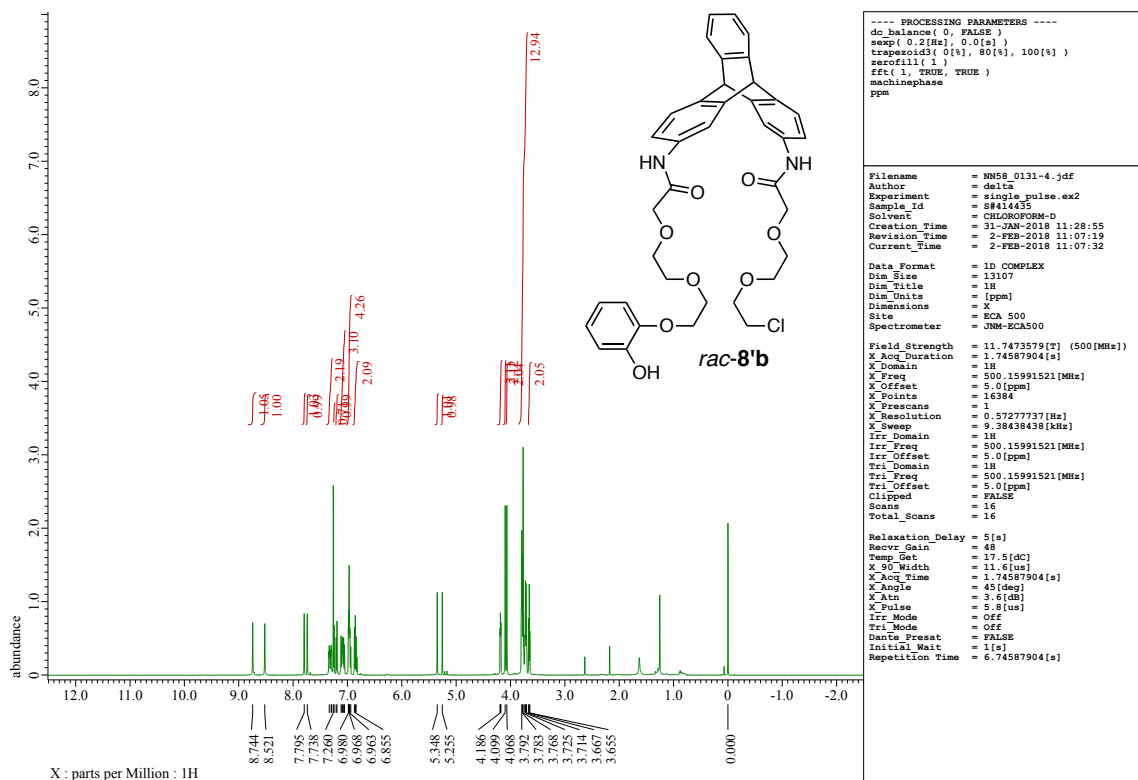 12.94
4.26
3.10
2.19
2.09
1.00
0.99
0.98
2.04
2.05
abundance
0 1.0 2.0 3.0 4.0 5.0 6.0 7.0 8.0
12.0 11.0 10.0 9.0 8.0 7.0 6.0 5.0 4.0 3.0 2.0 1.0 0 -1.0 -2.0
8.744
8.521
7.795
7.738
7.260
6.980
6.968
6.963
6.855
5.348
5.255
4.186
4.099
4.068
3.792
3.783
3.768
3.725
3.714
3.667
3.655
0.000
X : parts per Million : 1H
NH
O
O
O
O
OH
HN
O
O
O
Cl
rac-8'b
---- PROCESSING PARAMETERS ----
dc_balance( 0, FALSE )
sexp( 0.2[Hz], 0.0[s] )
trapezoid3( 0[%], 80[%], 100[%] )
zerofill( 1 )
fft( 1, TRUE, TRUE )
machinephase
ppm
Filename = NN58_0131-4.jdf
Author = delta
Experiment = single_pulse.ex2
Sample_Id = S#414435
Solvent = CHLOROFORM-D
Creation_Time = 31-JAN-2018 11:28:55
Revision_Time = 2-FEB-2018 11:07:19
Current_Time = 2-FEB-2018 11:07:32
Data_Format = 1D COMPLEX
Dim_Size = 13107
Dim_Title = 1H
Dim_Units = [ppm]
Dimensions = X
Site = ECA 500
Spectrometer = JNM-ECA500
Field_Strength = 11.7473579[T] (500[MHz])
X_Acq_Duration = 1.74587904[s]
X_Domain = 1H
X_Freq = 500.15991521[MHz]
X_Offset = 5.0[ppm]
X_Points = 16384
X_Prescans = 1
X_Resolution = 0.57277737[Hz]
X_Sweep = 9.38438438[kHz]
Irr_Domain = 1H
Irr_Freq = 500.15991521[MHz]
Irr_Offset = 5.0[ppm]
Tri_Domain = 1H
Tri_Freq = 500.15991521[MHz]
Tri_Offset = 5.0[ppm]
Clipped = FALSE
Scans = 16
Total_Scans = 16
Relaxation_Delay = 5[s]
Recvr_Gain = 48
Temp_Get = 17.5[dC]
X_90_Width = 11.6[us]
X_Acq_Time = 1.74587904[s]
X_Angle = 45[deg]
X_Atn = 3.6[dB]
X_Pulse = 5.8[us]
Irr_Mode = Off
Tri_Mode = Off
Dante_Presat = FALSE
Initial_Wait = 1[s]
Repetition Time = 6.74587904[s]